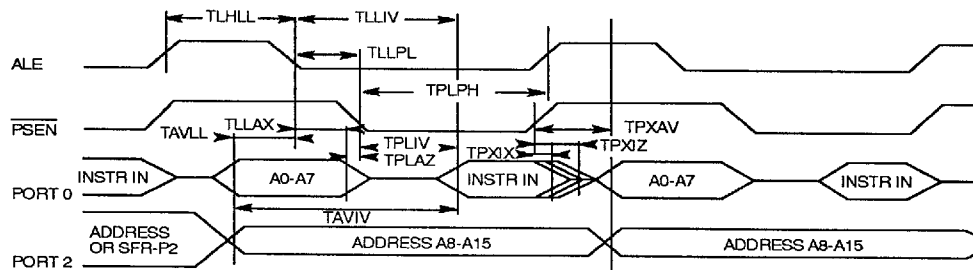 TLHLL
TLLIV
TLLPL
ALE
TPLPH
PSEN
TLLAX
TAVLL
TPXAV
TPLIV
TPXIZ
TPLAZ
TPXIX
INSTR IN
A0-A7
INSTR IN
A0-A7
INSTR IN
PORT 0
TAVIV
ADDRESS
OR SFR-P2
ADDRESS A8-A15
ADDRESS A8-A15
PORT 2